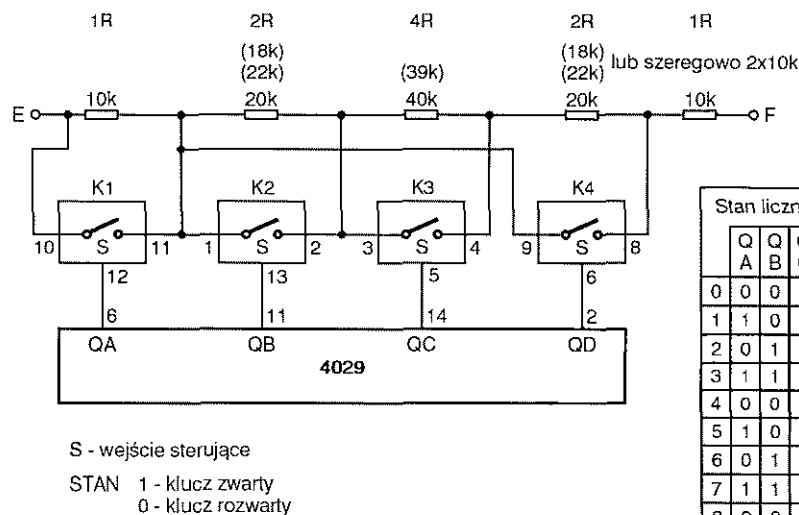 1R 2R 4R 2R 1R
(18k) (18k)
(22k) (39k) (22k) lub szeregowo 2x10k
E 10k 20k 40k 20k 10k F
K1 K2 K3 K4
10 S 11 1 S 2 3 S 4 9 S 8
12 13 5 6
6 11 14 2
QA QB QC QD
4029
S - wejście sterujące
STAN 1 - klucz zwarty
0 - klucz rozwarty
Stan liczn
Q Q
A B
0 0 0
1 1 0
2 0 1
3 1 1
4 0 0
5 1 0
6 0 1
7 1 1